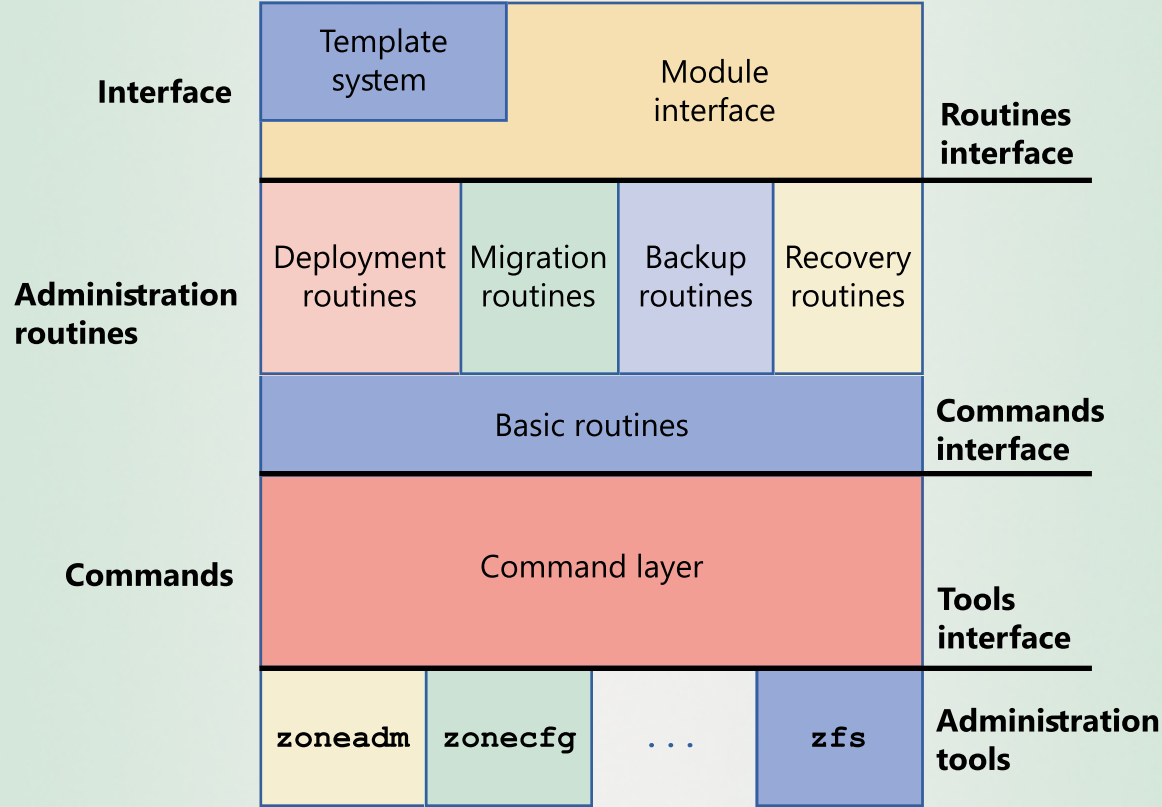 Template
system
Module
interface
Interface
Routines
interface
Deployment
routines
Migration
routines
Backup
routines
Recovery
routines
Administration
routines
Basic routines
Commands
interface
Command layer
Commands
Tools
interface
zoneadm
zonecfg
...
zfs
Administration
tools